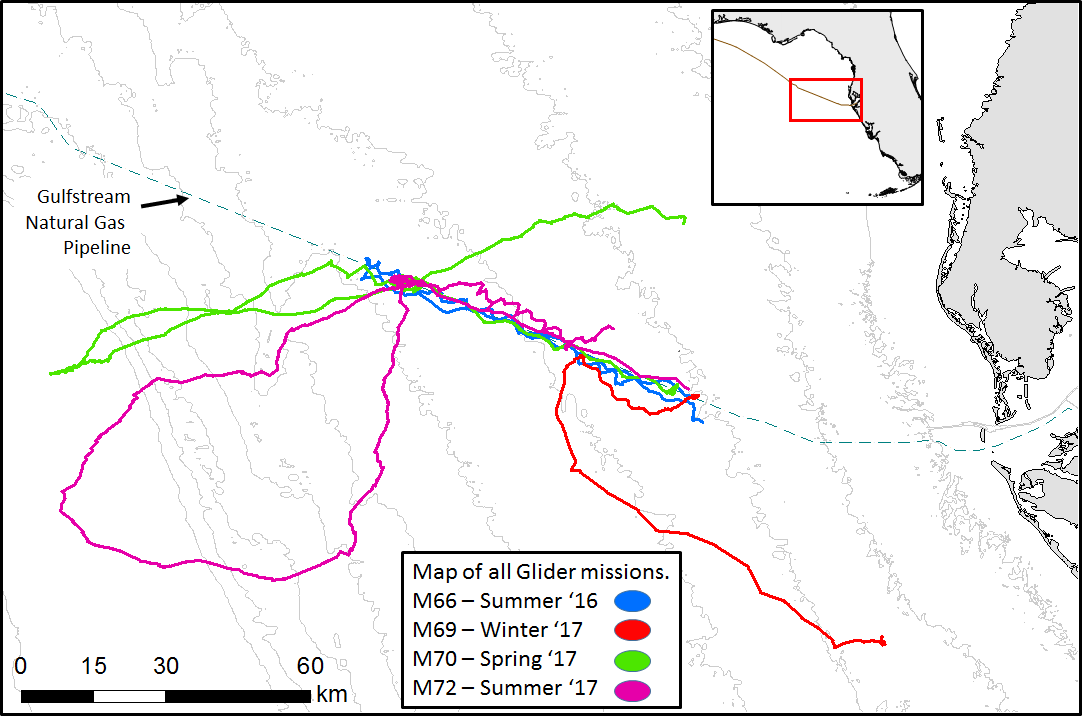 Gulfstream
Natural Gas
Pipeline
Map of all Glider missions.
M66 – Summer ‘16
M69 – Winter ‘17
M70 – Spring ‘17
M72 – Summer ‘17
0 15 30 60
km